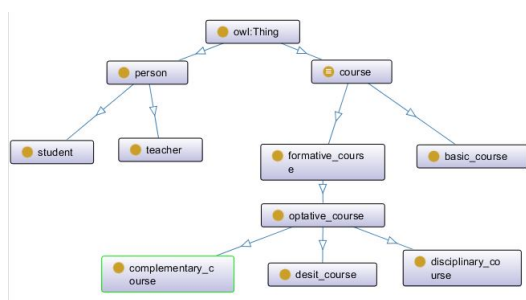 owl:Thing
person
course
student
teacher
formative_cours
e
basic_course
optative_course
complementary_c
ourse
desit_course
disciplinary_co
urse